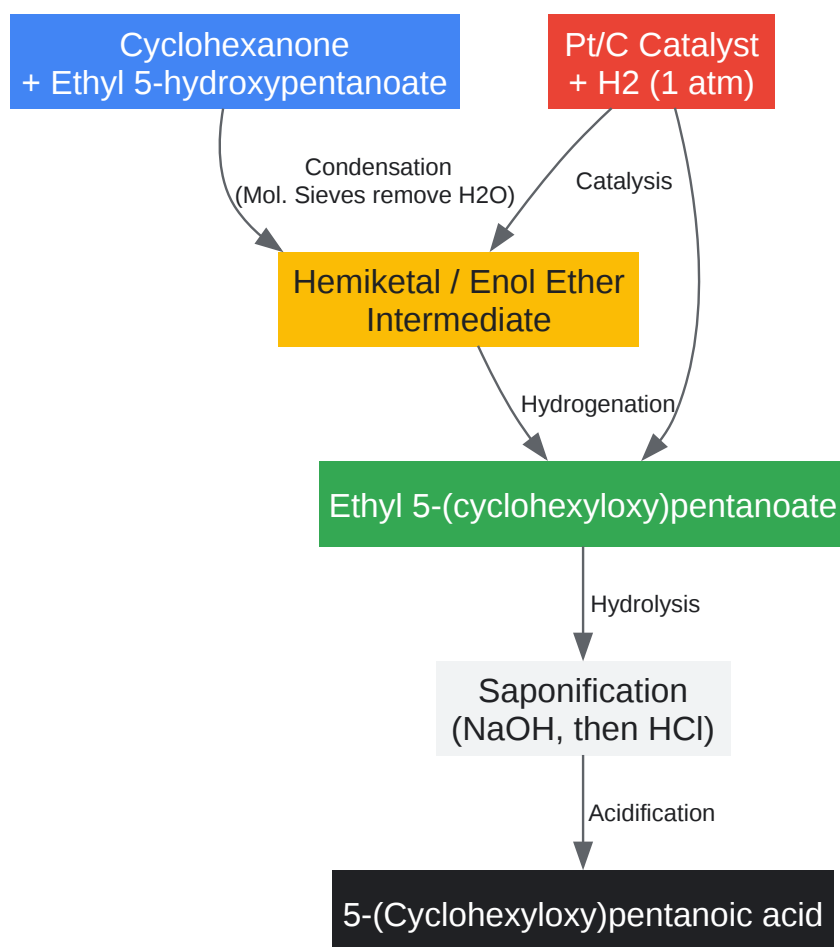 Cyclohexanone
+ Ethyl 5-hydroxypentanoate
Pt/C Catalyst
+ H2 (1 atm)
Condensation
(Mol. Sieves remove H2O)
Catalysis
Hemiketal / Enol Ether
Intermediate
Hydrogenation
Ethyl 5-(cyclohexyloxy)pentanoate
Hydrolysis
Saponification
(NaOH, then HCl)
Acidification
5-(Cyclohexyloxy)pentanoic acid